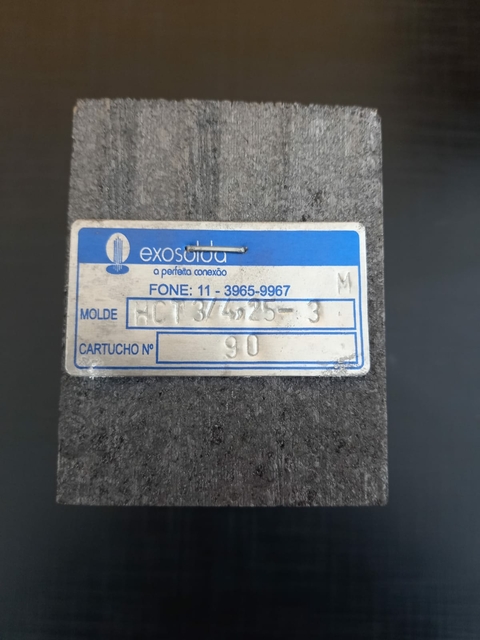 exosolda
a perfeita conexão
FONE: 11 - 3965-9967
M
MOLDE HCT 3/4.25- 3
CARTUCHO Nº 90